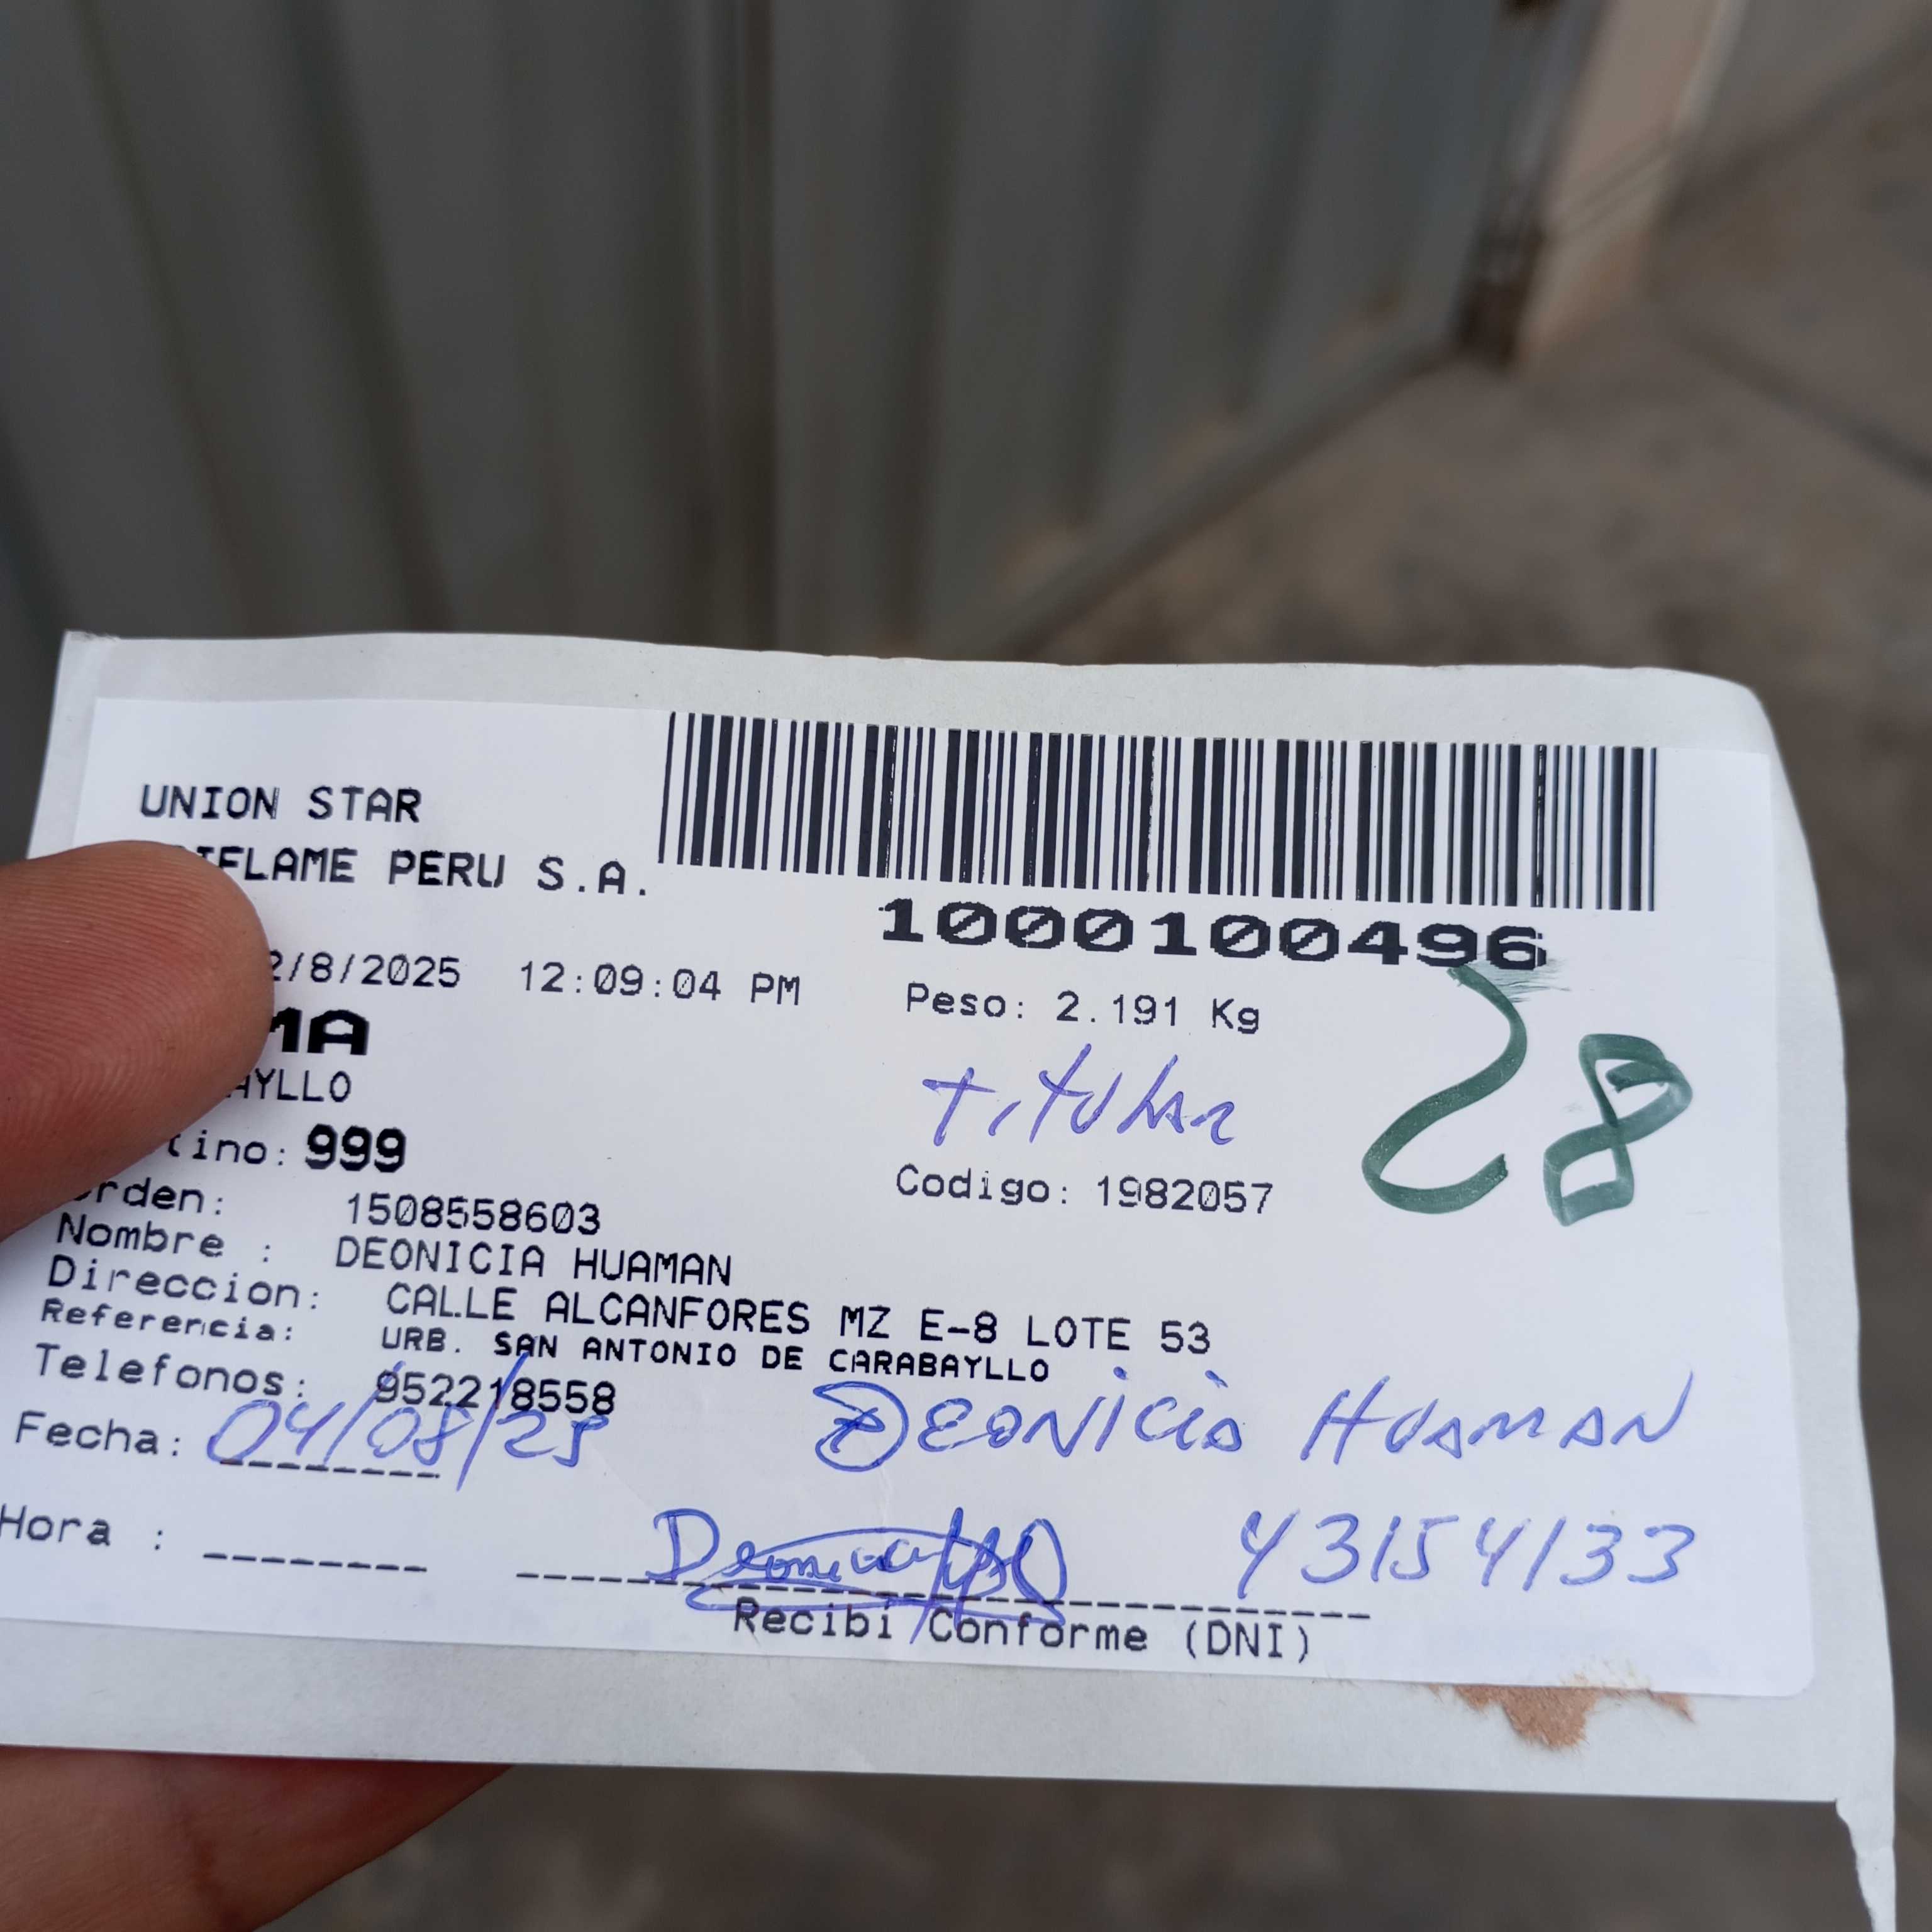 UNION STAR
IFLAME PERU S.A.
1000100496
2/8/2025 12:09:04 PM
Peso: 2.191 Kg
MA
titular
28
AYLLO
tino: 999
Codigo: 1982057
rden: 1508558603
Nombre : DEONICIA HUAMAN
Direccion: CALLE ALCANFORES MZ E-8 LOTE 53
Referencia: URB. SAN ANTONIO DE CARABAYLLO
Telefonos: 952218558
Fecha: 04/08/25
DEONICIA HUAMAN
Hora :
43154133
Recibi Conforme (DNI)